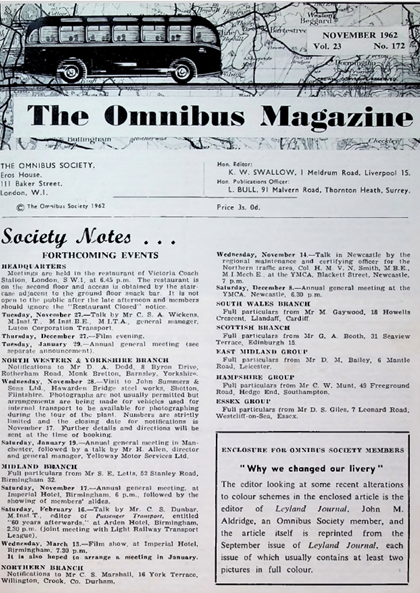 NOVEMBER 1962
Vol. 23 No. 172
The Omnibus Magazine
THE OMNIBUS SOCIETY,
Eros House,
111 Baker Street,
London, W.1.
© The Omnibus Society 1962
Hon. Editor:
K. W. SWALLOW, 1 Meldrum Road, Liverpool 15.
Hon. Publications Officer:
L. BULL, 91 Malvern Road, Thornton Heath, Surrey.
Price 3s. 0d.
Society Notes . . .
FORTHCOMING EVENTS
HEADQUARTERS
Meetings are held in the restaurant of Victoria Coach
Station, London, S.W.1, at 6.45 p.m. The restaurant is
on the second floor and access is obtained by the stair-
case adjacent to the ground floor snack bar. It is not
open to the public after the late afternoon and members
should ignore the "Restaurant Closed" notice.
Tuesday, November 27.—Talk by Mr. C. S. A. Wickens,
M.Inst.T., M.Inst.B.E., M.I.T.A., general manager,
Luton Corporation Transport.
Thursday, December 27.—Film evening.
Tuesday, January 29.—Annual general meeting (see
separate announcement).
NORTH WESTERN & YORKSHIRE BRANCH
Notifications to Mr D. A. Dodd, 8 Byron Drive,
Rotherham Road, Monk Bretton, Barnsley, Yorkshire.
Wednesday, November 28.—Visit to John Summers &
Sons Ltd., Hawarden Bridge steel works, Shotton,
Flintshire. Photographs are not usually permitted but
arrangements are being made for vehicles used for
internal transport to be available for photographing
during the tour of the plant. Numbers are strictly
limited and the closing date for notifications is
November 17. Further details and directions will be
sent at the time of booking.
Saturday, January 19.—Annual general meeting in Man-
chester, followed by a talk by Mr M. Allen, director
and general manager, Yelloway Motor Services Ltd.
MIDLAND BRANCH
Full particulars from Mr S. E. Letts, 52 Stanley Road,
Birmingham 32.
Saturday, November 17.—Annual general meeting, at
Imperial Hotel, Birmingham, 6 p.m., followed by the
showing of members' slides.
Saturday, February 16.—Talk by Mr. C. S. Dunbar,
M.Inst.T., editor of Passenger Transport, entitled
"60 years afterwards," at Arden Hotel, Birmingham,
2.30 p.m. (joint meeting with Light Railway Transport
League).
Wednesday, March 13.—Film show, at Imperial Hotel,
Birmingham, 7.30 p.m.
It is also hoped to arrange a meeting in January.
NORTHERN BRANCH
Notifications to Mr C. S. Marshall, 16 York Terrace,
Willington, Crook, Co. Durham.
Wednesday, November 14.—Talk in Newcastle by the
regional maintenance and certifying officer for the
Northern traffic area, Col. H. M. V. N. Smith, M.B.E.,
M.I.Mech.E., at the YMCA, Blackett Street, Newcastle,
7 p.m.
Saturday, December 8.—Annual general meeting at the
YMCA, Newcastle, 6.30 p.m.
SOUTH WALES BRANCH
Full particulars from Mr M. Gaywood, 18 Howells
Crescent, Llandaff, Cardiff
SCOTTISH BRANCH
Full particulars from Mr G. A. Booth, 31 Seaview
Terrace, Edinburgh 15.
EAST MIDLAND GROUP
Full particulars from Mr D. M. Bailey, 6 Mantle
Road, Leicester.
HAMPSHIRE GROUP
Full particulars from Mr C. W. Munt, 49 Freeground
Road, Hedge End, Southampton.
ESSEX GROUP
Full particulars from Mr D. S. Giles, 7 Leonard Road,
Westcliff-on-Sea, Essex.
ENCLOSURE FOR OMNIBUS SOCIETY MEMBERS
"Why we changed our livery"
The editor looking at some recent alterations
to colour schemes in the enclosed article is the
editor of Leyland Journal, John M.
Aldridge, an Omnibus Society member, and
the article itself is reprinted from the
September issue of Leyland Journal, each
issue of which usually contains at least two
pictures in full colour.